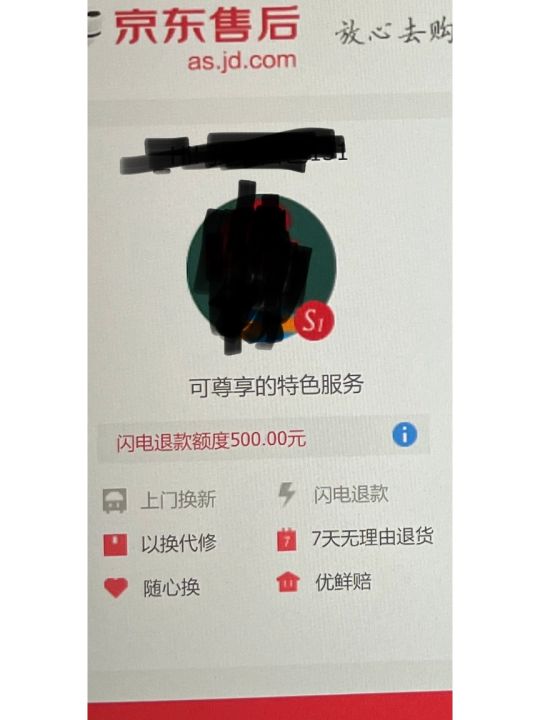 京东售后
放心去购
as.jd.com
S1
可尊享的特色服务
闪电退款额度500.00元
上门换新
闪电退款
以换代修
7
7天无理由退货
随心换
优鲜赔